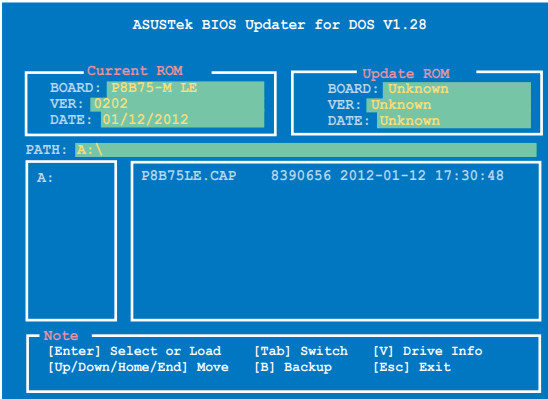 ASUSTek BIOS Updater for DOS V1.28
Current ROM
BOARD: P8B75-M LE
VER: 0202
DATE: 01/12/2012
Update ROM
BOARD: Unknown
VER: Unknown
DATE: Unknown
PATH: A:\
A:
P8B75LE.CAP 8390656 2012-01-12 17:30:48
Note
[Enter] Select or Load [Tab] Switch [V] Drive Info
[Up/Down/Home/End] Move [B] Backup [Esc] Exit